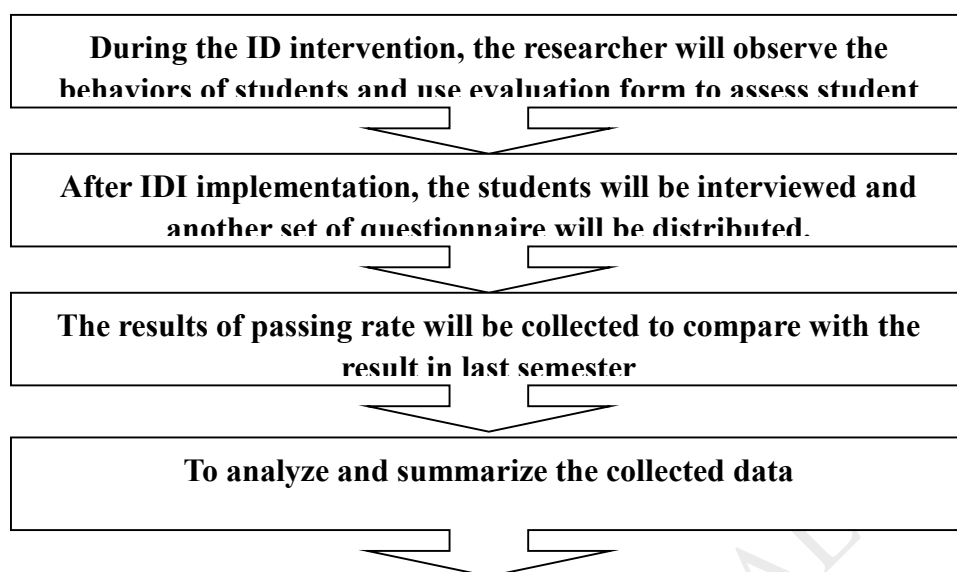 During the ID intervention, the researcher will observe the
behaviors of students and use evaluation form to assess student
After IDI implementation, the students will be interviewed and
another set of questionnaire will be distributed.
The results of passing rate will be collected to compare with the
result in last semester
To analyze and summarize the collected data